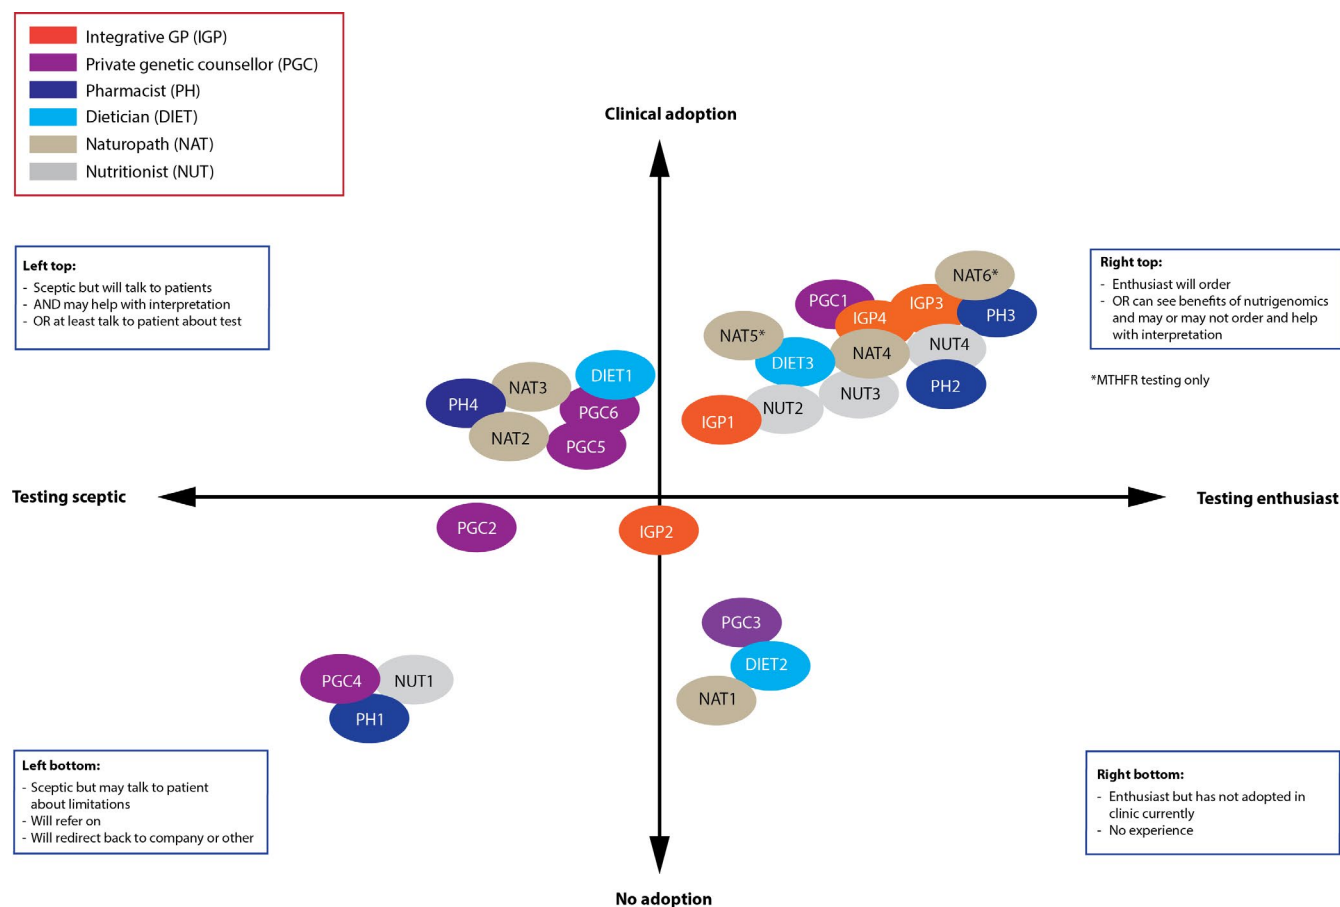 Integrative GP (IGP)
Private genetic counsellor (PGC)
Pharmacist (PH)
Dietician (DIET)
Naturopath (NAT)
Nutritionist (NUT)
Clinical adoption
Left top:
- Sceptic but will talk to patients
- AND may help with interpretation
- OR at least talk to patient about test
Right top:
- Enthusiast will order
- OR can see benefits of nutrigenomics
and may or may not order and help
with interpretation
*MTHFR testing only
NAT6*
PGC1
IGP3
PH3
IGP4
NAT5*
NUT4
NAT4
DIET3
PH2
NUT3
NUT2
IGP1
DIET1
NAT3
PH4
PGC6
NAT2
PGC5
Testing sceptic
Testing enthusiast
PGC2
IGP2
PGC3
DIET2
NAT1
PGC4
NUT1
PH1
Left bottom:
- Sceptic but may talk to patient
about limitations
- Will refer on
- Will redirect back to company or other
Right bottom:
- Enthusiast but has not adopted in
clinic currently
- No experience
No adoption